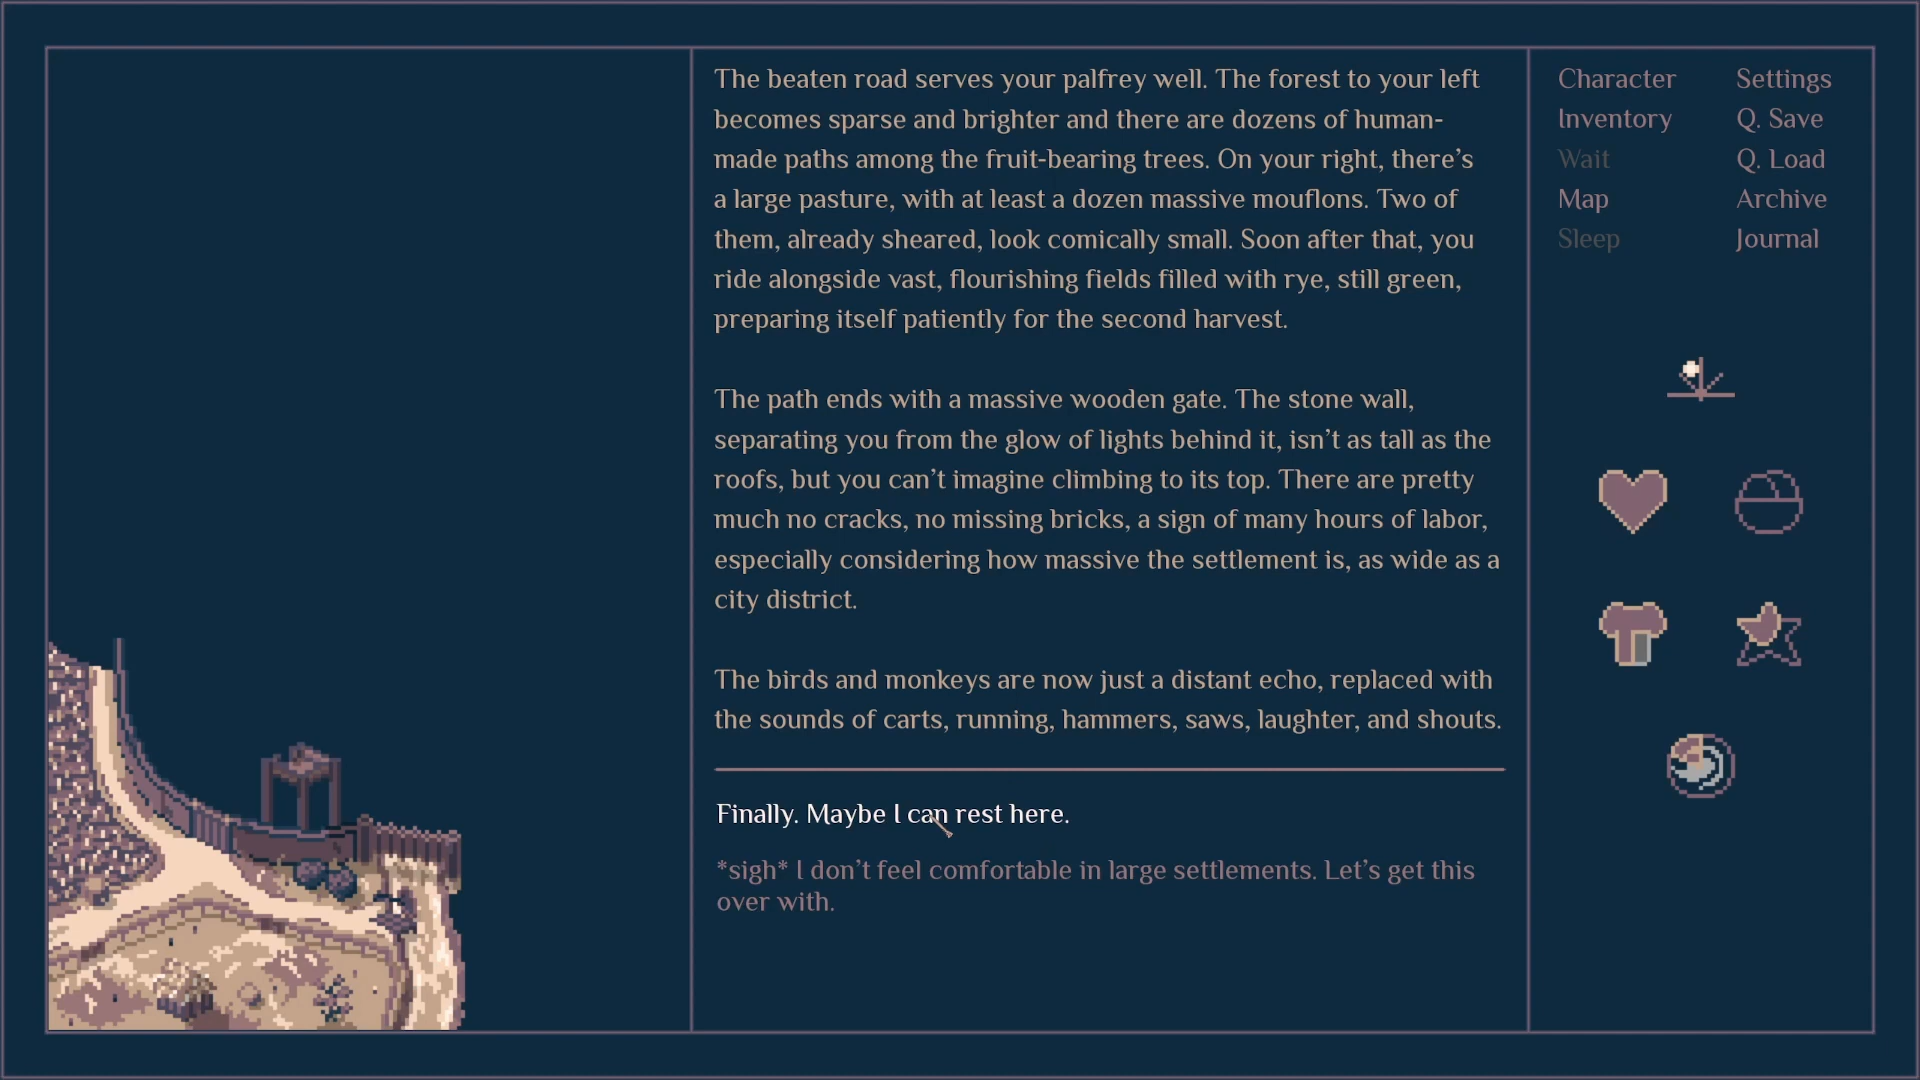 The beaten road serves your palfrey well. The forest to your left
becomes sparse and brighter and there are dozens of human-
made paths among the fruit-bearing trees. On your right, there’s
a large pasture, with at least a dozen massive mouflons. Two of
them, already sheared, look comically small. Soon after that, you
ride alongside vast, flourishing fields filled with rye, still green,
preparing itself patiently for the second harvest.
The path ends with a massive wooden gate. The stone wall,
separating you from the glow of lights behind it, isn’t as tall as the
roofs, but you can’t imagine climbing to its top. There are pretty
much no cracks, no missing bricks, a sign of many hours of labor,
especially considering how massive the settlement is, as wide as a
city district.
The birds and monkeys are now just a distant echo, replaced with
the sounds of carts, running, hammers, saws, laughter, and shouts.
Finally. Maybe I can rest here.
*sigh* I don’t feel comfortable in large settlements. Let’s get this
over with.
Character
Inventory
Wait
Map
Sleep
Settings
Q. Save
Q. Load
Archive
Journal